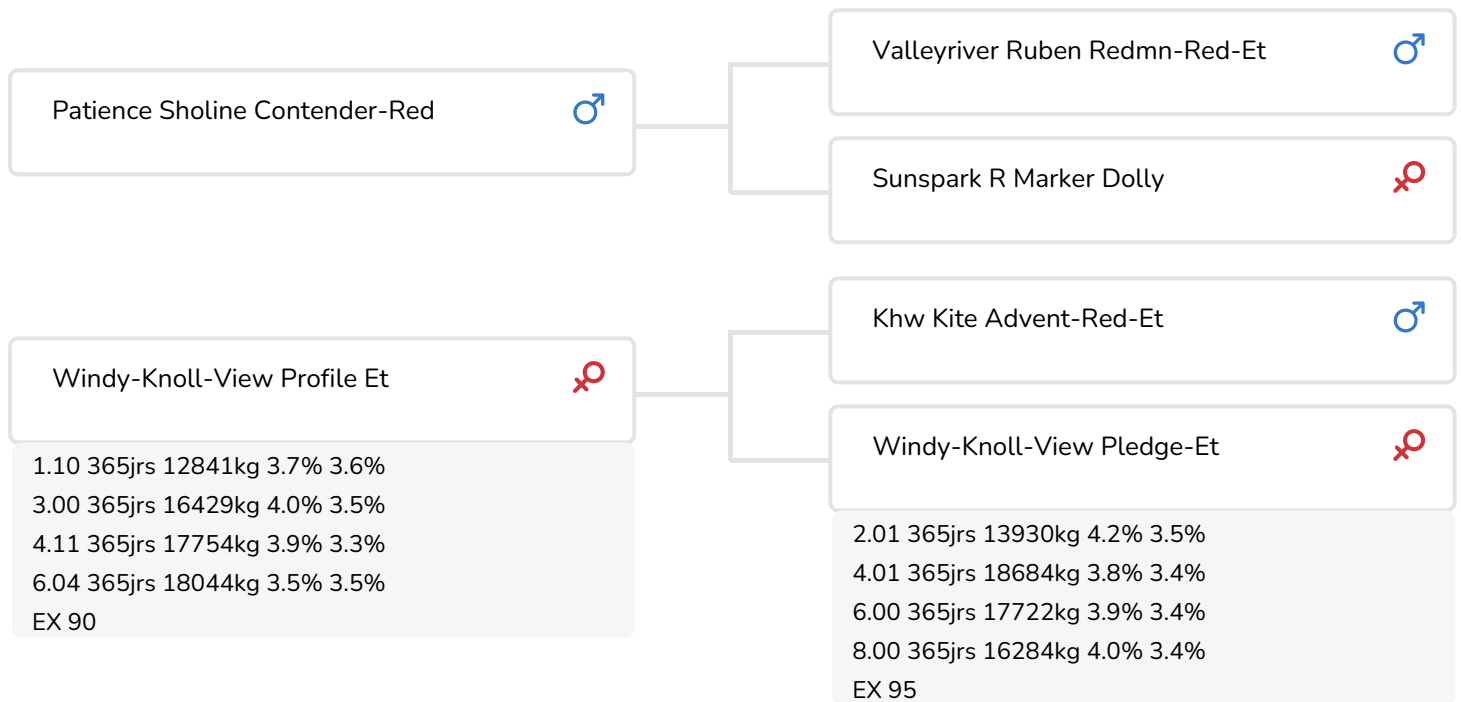 Patience Sholine Contender-Red
Valleyriver Ruben Redmn-Red-Et
Sunspark R Marker Dolly
Windy-Knoll-View Profile Et
1.10 365jrs 12841kg 3.7% 3.6%
3.00 365jrs 16429kg 4.0% 3.5%
4.11 365jrs 17754kg 3.9% 3.3%
6.04 365jrs 18044kg 3.5% 3.5%
EX 90
Khw Kite Advent-Red-Et
Windy-Knoll-View Pledge-Et
2.01 365jrs 13930kg 4.2% 3.5%
4.01 365jrs 18684kg 3.8% 3.4%
6.00 365jrs 17722kg 3.9% 3.4%
8.00 365jrs 16284kg 4.0% 3.4%
EX 95